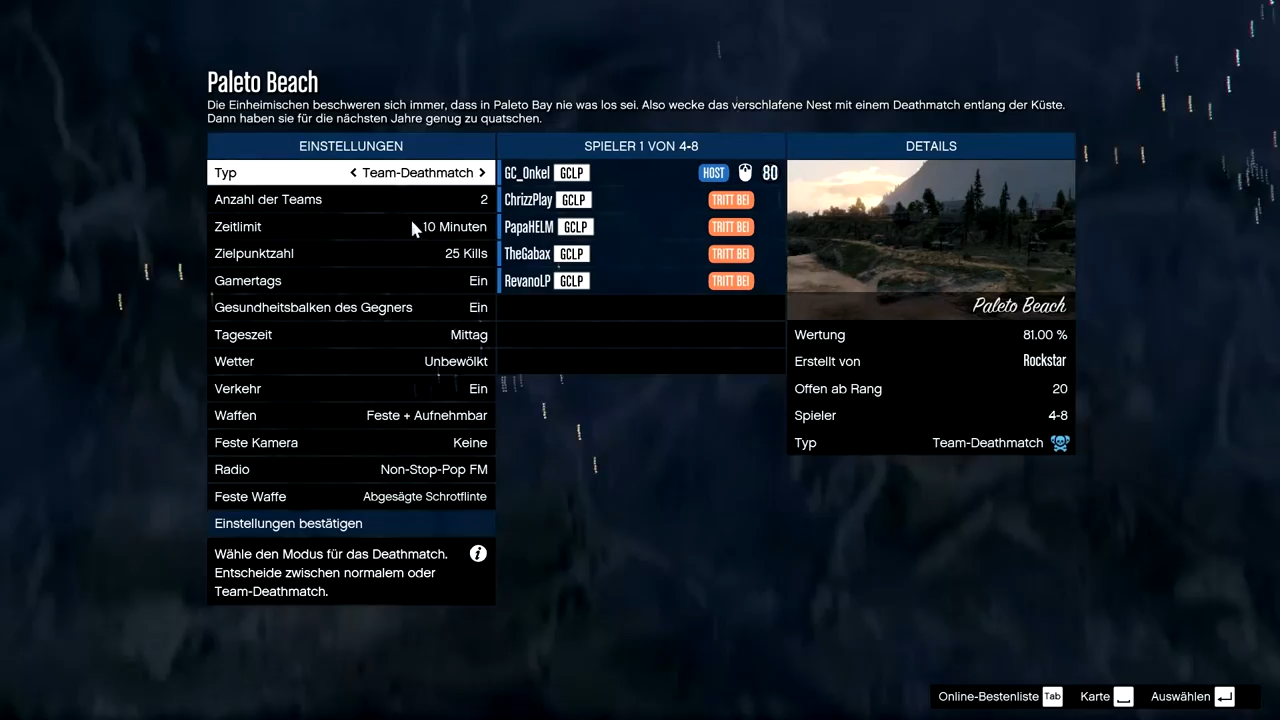 Paleto Beach
Die Einheimischen beschweren sich immer, dass in Paleto Bay nie was los sei. Also wecke das verschlafene Nest mit einem Deathmatch entlang der Küste.
Dann haben sie für die nächsten Jahre genug zu quatschen.
EINSTELLUNGEN
Typ Team-Deathmatch
Anzahl der Teams 2
Zeitlimit 10 Minuten
Zielpunktzahl 25 Kills
Gamertags Ein
Gesundheitsbalken des Gegners Ein
Tageszeit Mittag
Wetter Unbewölkt
Verkehr Ein
Waffen Feste + Aufnehmbar
Feste Kamera Keine
Radio Non-Stop-Pop FM
Feste Waffe Abgesägte Schrotflinte
Einstellungen bestätigen
Wähle den Modus für das Deathmatch.
Entscheide zwischen normalem oder
Team-Deathmatch.
SPIELER 1 VON 4-8
GC_Onkel GCLP HOST 80
ChrizzPlay GCLP TRITT BEI
PapaHELM GCLP TRITT BEI
TheGabax GCLP TRITT BEI
RevanoLP GCLP TRITT BEI
DETAILS
Paleto Beach
Wertung 81.00 %
Erstellt von Rockstar
Offen ab Rang 20
Spieler 4-8
Typ Team-Deathmatch
Online-Bestenliste Tab Karte Auswählen